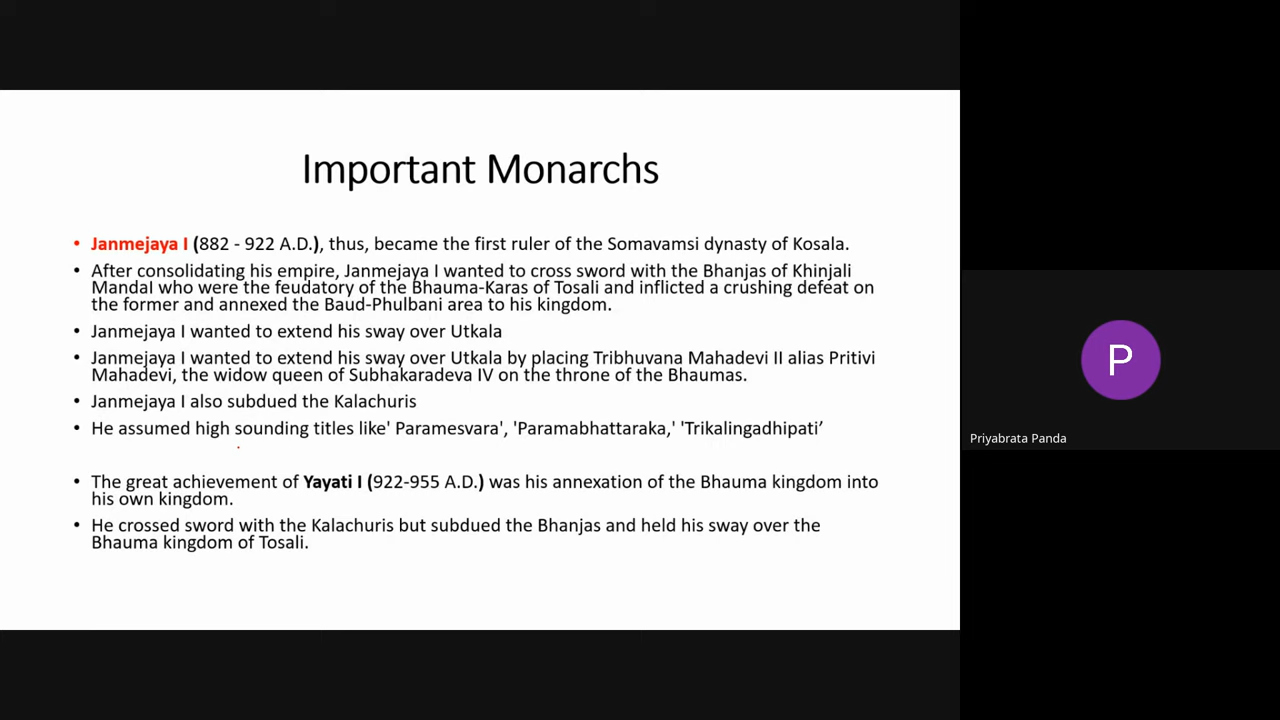 Important Monarchs
• Janmejaya I (882 - 922 A.D.), thus, became the first ruler of the Somavamsi dynasty of Kosala.
• After consolidating his empire, Janmejaya I wanted to cross sword with the Bhanjas of Khinjali
Mandal who were the feudatory of the Bhauma-Karas of Tosali and inflicted a crushing defeat on
the former and annexed the Baud-Phulbani area to his kingdom.
• Janmejaya I wanted to extend his sway over Utkala
• Janmejaya I wanted to extend his sway over Utkala by placing Tribhuvana Mahadevi II alias Pritivi
Mahadevi, the widow queen of Subhakaradeva IV on the throne of the Bhaumas.
• Janmejaya I also subdued the Kalachuris
• He assumed high sounding titles like' Paramesvara', 'Paramabhattaraka,' 'Trikalingadhipati’
• The great achievement of Yayati I (922-955 A.D.) was his annexation of the Bhauma kingdom into
his own kingdom.
• He crossed sword with the Kalachuris but subdued the Bhanjas and held his sway over the
Bhauma kingdom of Tosali.
P
Priyabrata Panda